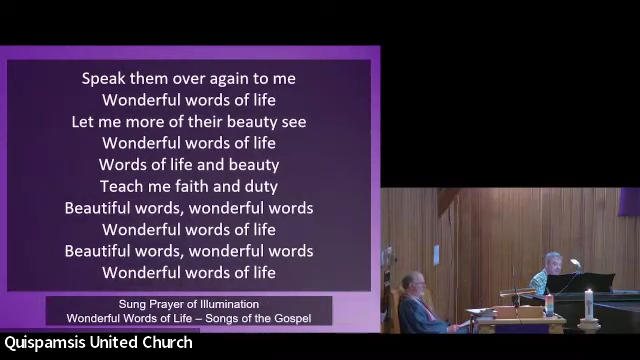 Speak them over again to me
Wonderful words of life
Let me more of their beauty see
Wonderful words of life
Words of life and beauty
Teach me faith and duty
Beautiful words, wonderful words
Wonderful words of life
Beautiful words, wonderful words
Wonderful words of life
Sung Prayer of Illumination
Wonderful Words of Life – Songs of the Gospel
Quispamsis United Church